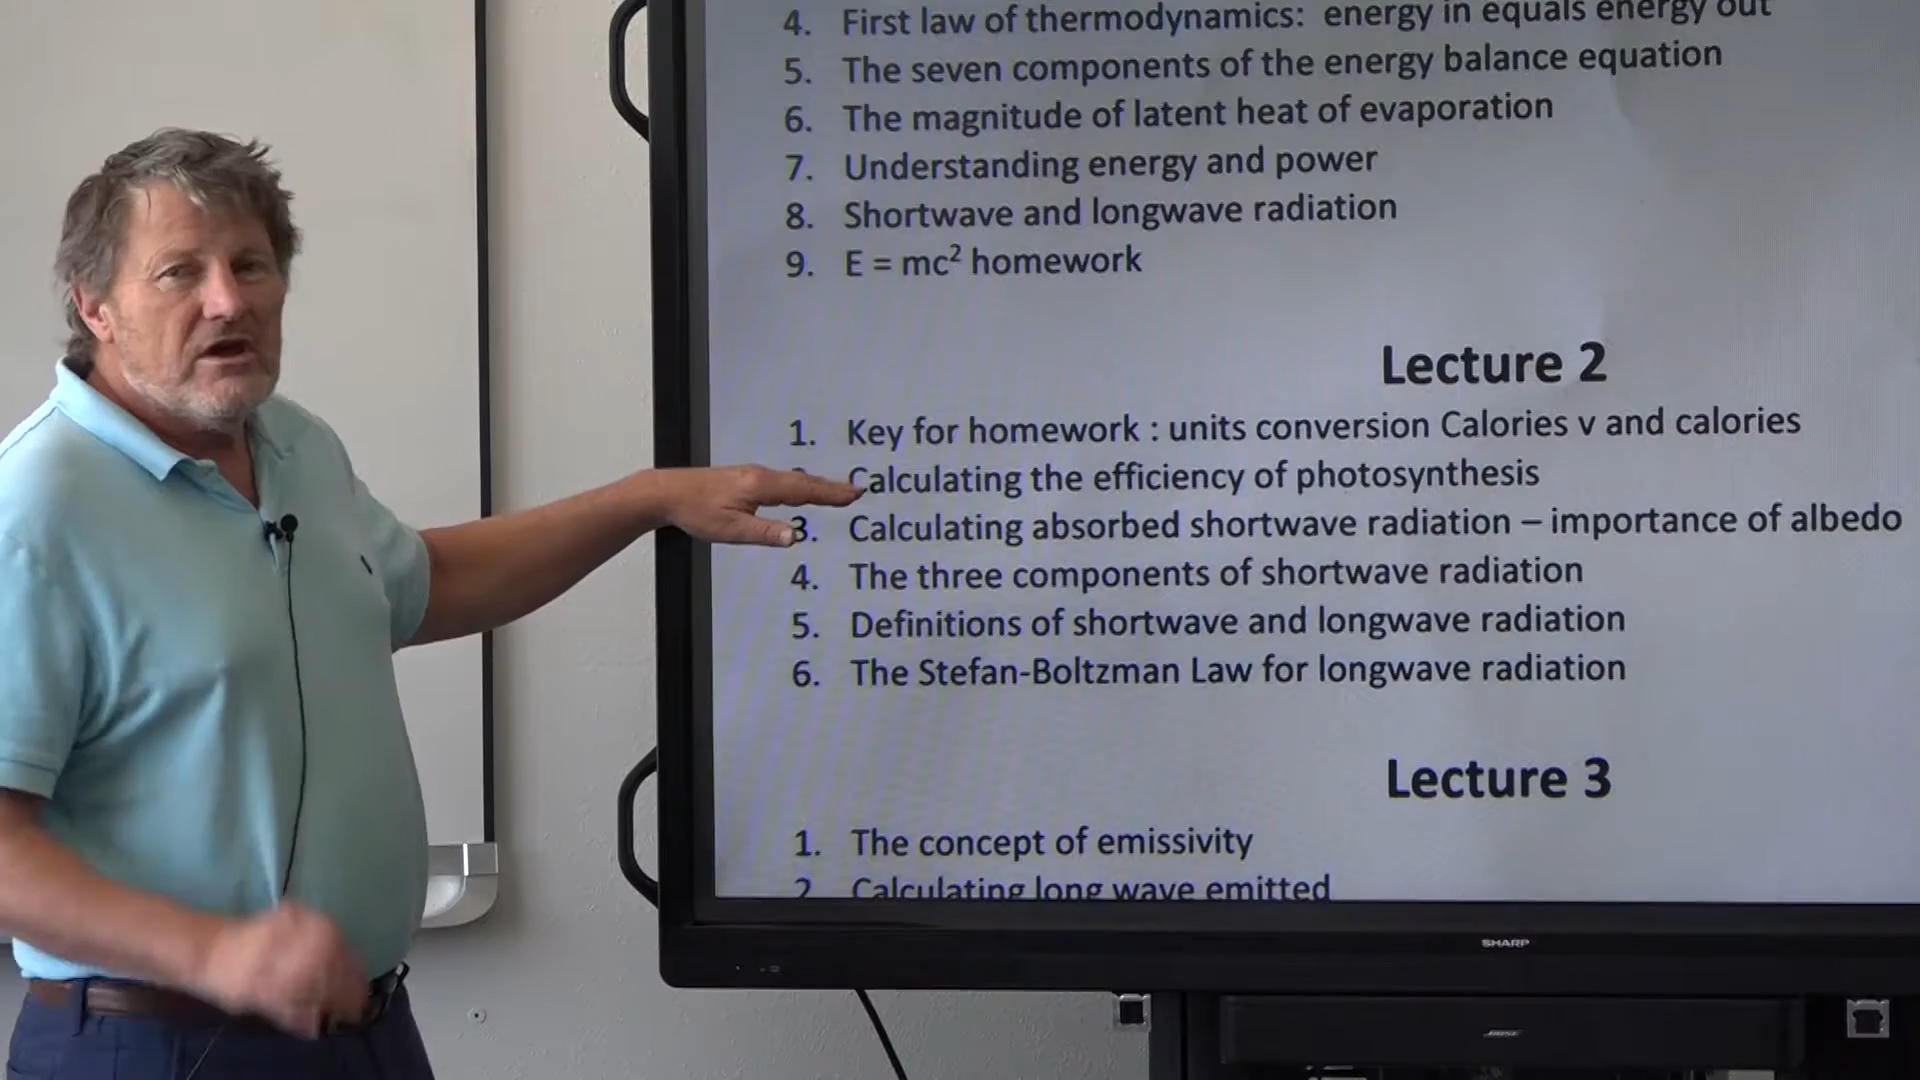 4. First law of thermodynamics: energy in equals energy out
5. The seven components of the energy balance equation
6. The magnitude of latent heat of evaporation
7. Understanding energy and power
8. Shortwave and longwave radiation
9. E = mc² homework
Lecture 2
1. Key for homework : units conversion Calories v and calories
Calculating the efficiency of photosynthesis
3. Calculating absorbed shortwave radiation – importance of albedo
4. The three components of shortwave radiation
5. Definitions of shortwave and longwave radiation
6. The Stefan-Boltzman Law for longwave radiation
Lecture 3
1. The concept of emissivity
2 Calculating long wave emitted
SHARP
BOSE